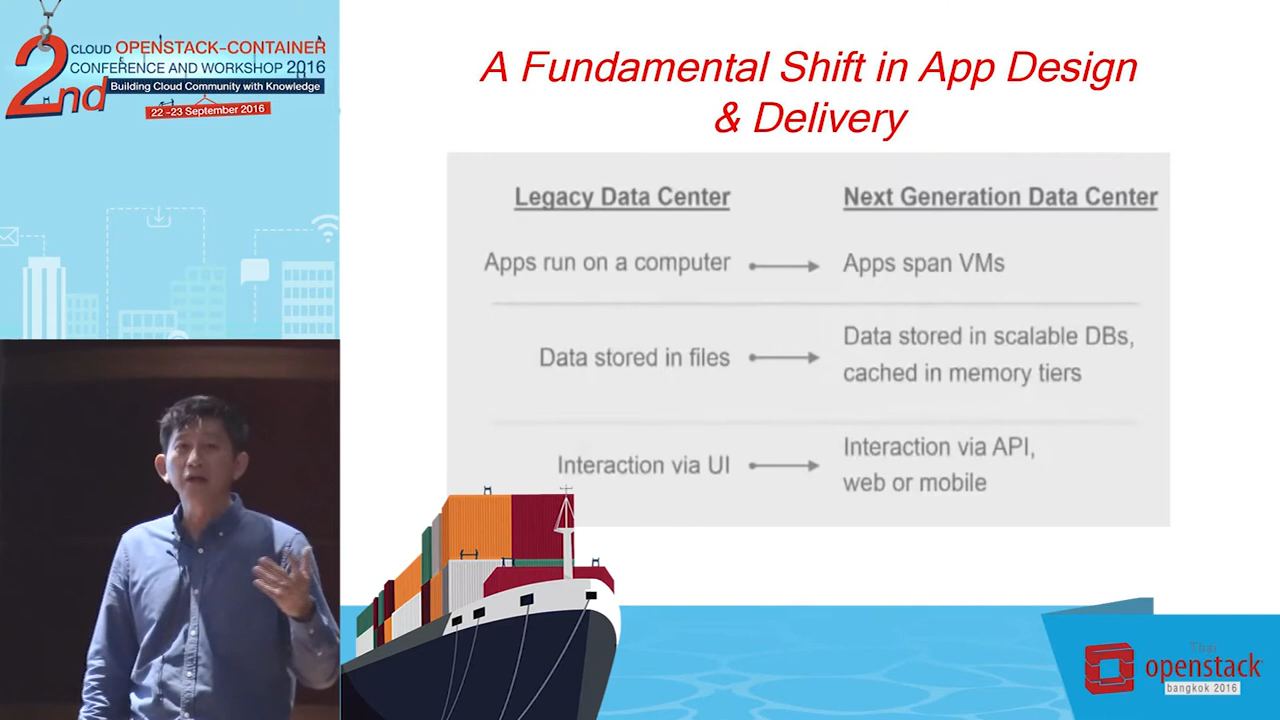 2nd
CLOUD OPENSTACK-CONTAINER
CONFERENCE AND WORKSHOP 2016
Building Cloud Community with Knowledge
22 -23 September 2016
A Fundamental Shift in App Design
& Delivery
Legacy Data Center
Next Generation Data Center
Apps run on a computer
Apps span VMs
Data stored in files
Data stored in scalable DBs,
cached in memory tiers
Interaction via UI
Interaction via API,
web or mobile
Thai
openstack
bangkok 2016